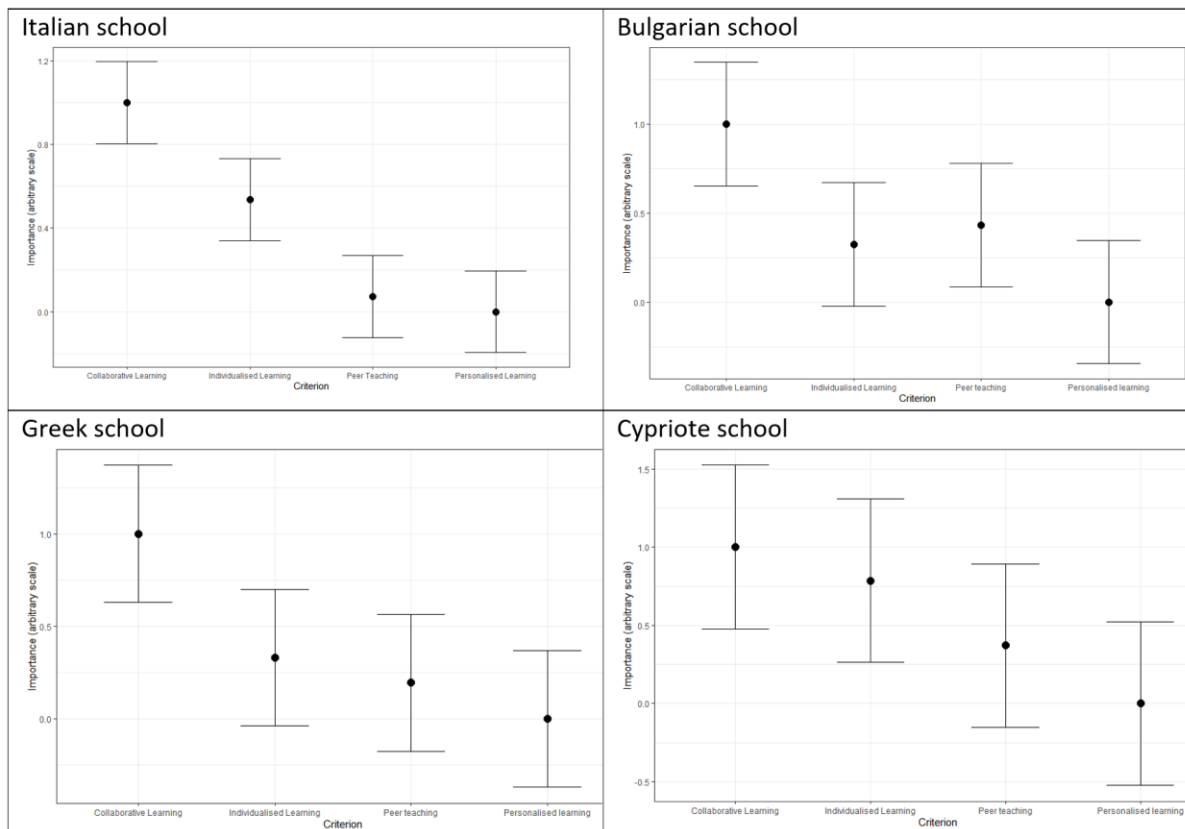 Italian school
1.2
0.8
0.4
0.0
Importance (arbitrary scale)
Collaborative Learning Individualised Learning Peer Teaching Personalised Learning
Criterion
Bulgarian school
1.0
0.5
0.0
Importance (arbitrary scale)
Collaborative Learning Individualised Learning Peer teaching Personalised learning
Criterion
Greek school
1.0
0.5
0.0
Importance (arbitrary scale)
Collaborative Learning Individualised Learning Peer teaching Personalised learning
Criterion
Cypriote school
1.5
1.0
0.5
0.0
-0.5
Importance (arbitrary scale)
Collaborative Learning Individualised Learning Peer teaching Personalised learning
Criterion